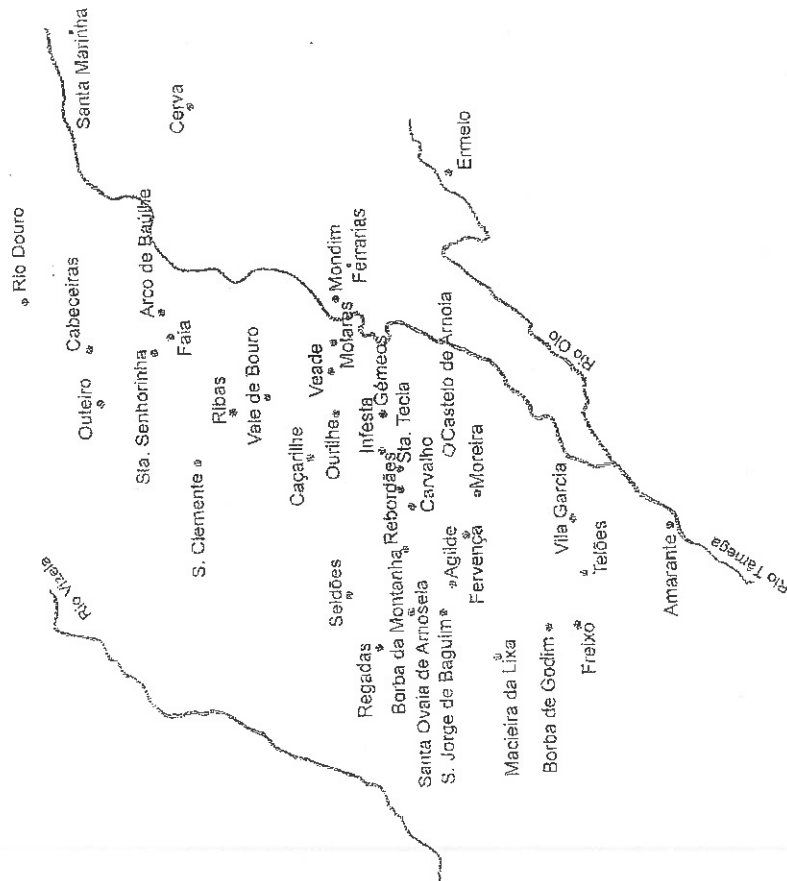 Rio Douro
Santa Marinha
Cabeceiras
Outeiro
Arco de Baúlhe
Cerva
Sta. Senhorinha
Faia
S. Clemente
Ribas
Vale de Bouro
Rio Vizela
Caçarilhe
Veade
Mondim
Ourilhe
Molares
Ferrarias
Seidões
Infesta
Gémeos
Regadas
Rebordães
Sta. Tecla
Borba da Montanha
Carvalho
Santa Ovaia de Arnosela
Castelo de Arnoia
Ermelo
S. Jorge de Baguim
Agilde
Fervença
Moreira
Macieira da Lixa
Rio Olo
Borba de Godim
Vila Garcia
Freixo
Telões
Amarante
Rio Tâmega